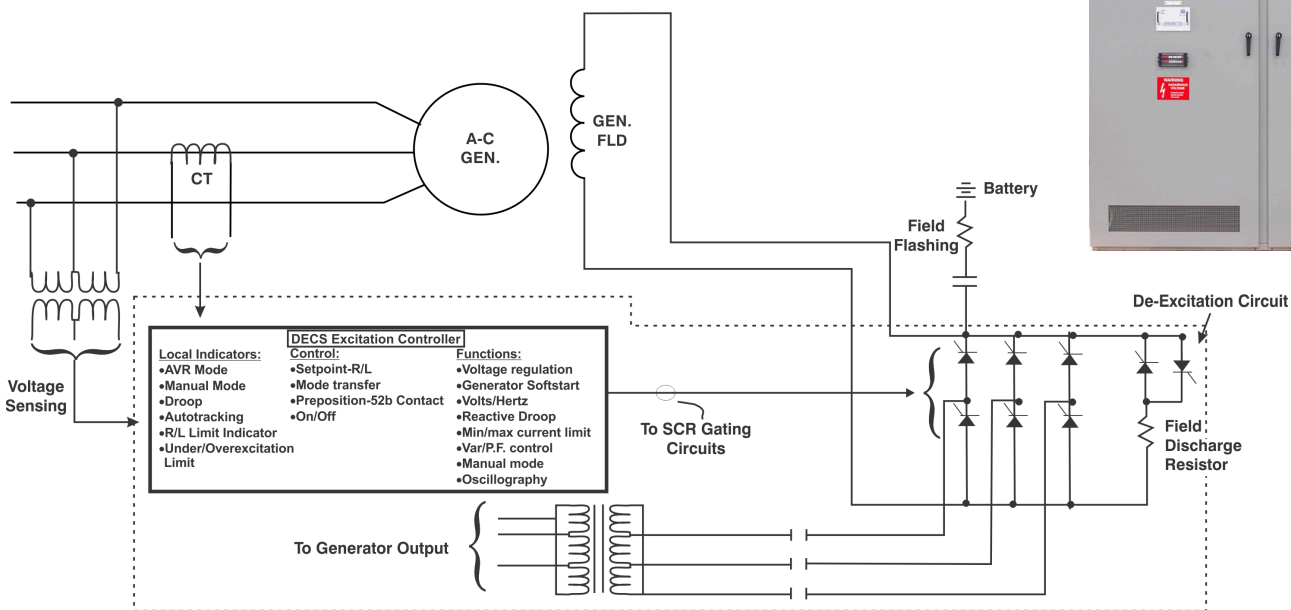 A-C
GEN.
GEN.
FLD
CT
WARNING
HAZARDOUS
VOLTAGE
Battery
Field
Flashing
De-Excitation Circuit
Voltage
Sensing
DECS Excitation Controller
Local Indicators:
•AVR Mode
•Manual Mode
•Droop
•Autotracking
•R/L Limit Indicator
•Under/Overexcitation
Limit
Control:
•Setpoint-R/L
•Mode transfer
•Preposition-52b Contact
•On/Off
Functions:
•Voltage regulation
•Generator Softstart
•Volts/Hertz
•Reactive Droop
•Min/max current limit
•Var/P.F. control
•Manual mode
•Oscillography
To SCR Gating
Circuits
Field
Discharge
Resistor
To Generator Output